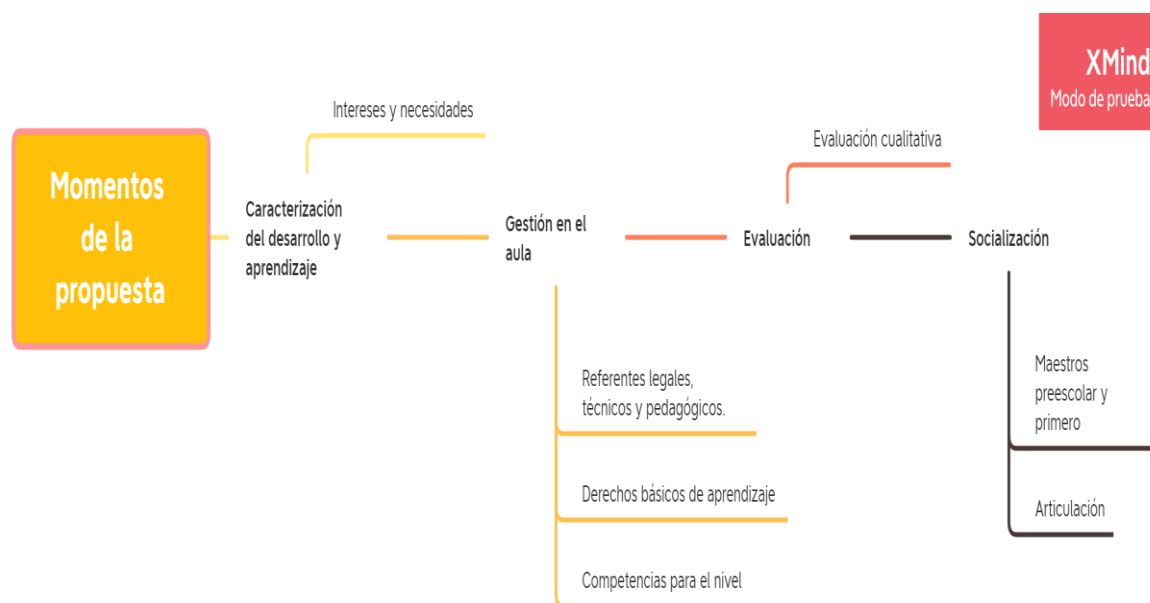 XMind
Modo de prueba
Momentos
de la
propuesta
Intereses y necesidades
Caracterización
del desarrollo y
aprendizaje
Gestión en el
aula
Referentes legales,
técnicos y pedagógicos.
Derechos básicos de aprendizaje
Competencias para el nivel
Evaluación cualitativa
Evaluación
Socialización
Maestros
preescolar y
primero
Articulación